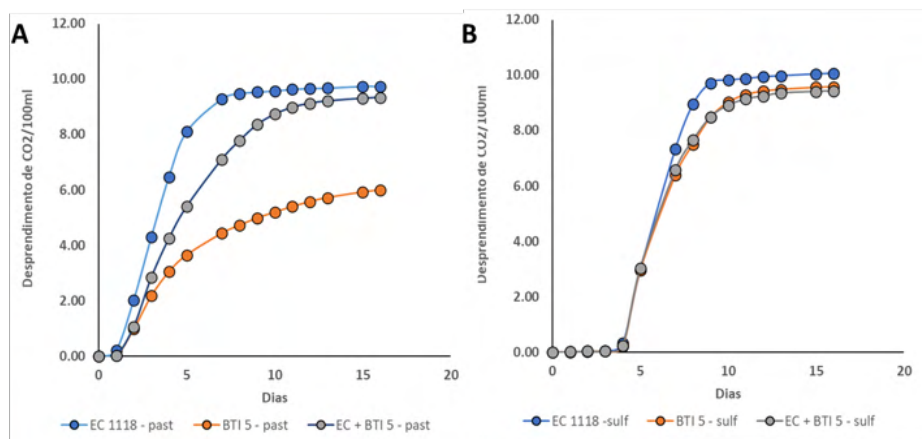 A
12.00
10.00
8.00
6.00
4.00
2.00
0.00
Desprendimento de CO2/100ml
0 5 10 15 20
Dias
EC 1118 - past BTI 5 - past EC + BTI 5 - past
B
12.00
10.00
8.00
6.00
4.00
2.00
0.00
Desprendimento de CO2/100ml
0 5 10 15 20
Dias
EC 1118 -sulf BTI 5 - sulf EC + BTI 5 - sulf